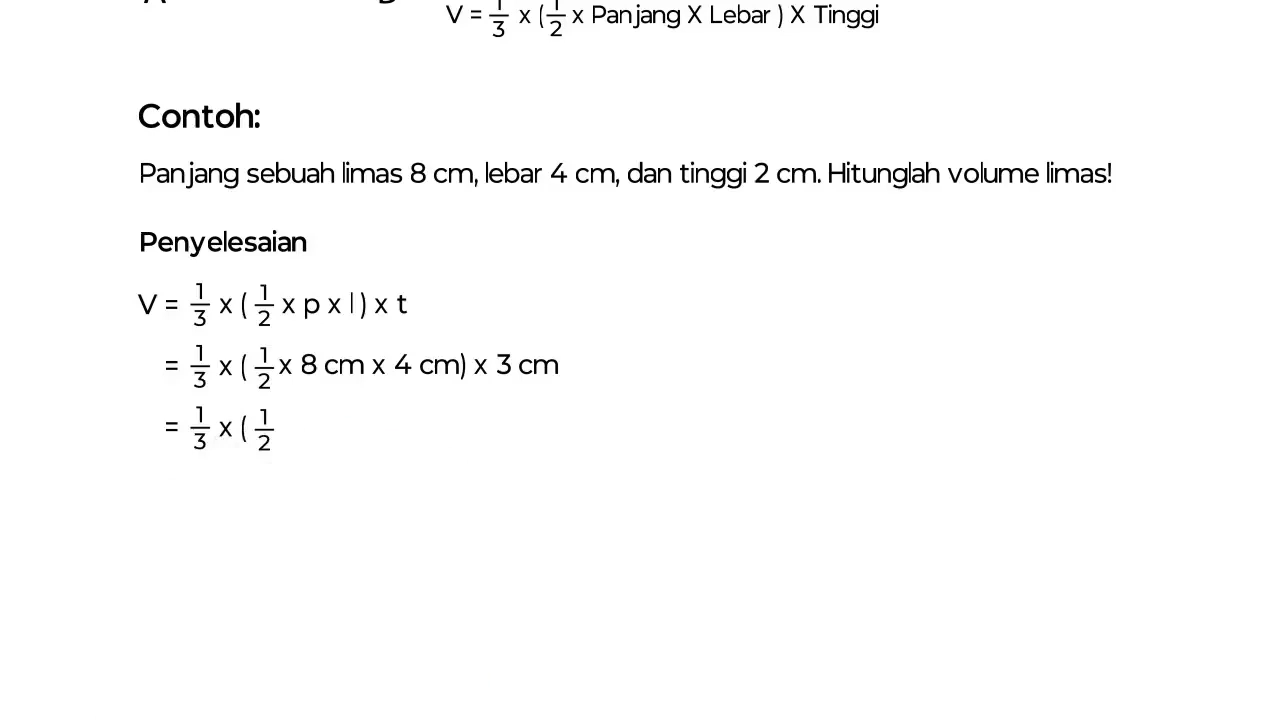 V = 1/3 x (1/2 x Panjang X Lebar ) X Tinggi
Contoh:
Panjang sebuah limas 8 cm, lebar 4 cm, dan tinggi 2 cm. Hitunglah volume limas!
Penyelesaian
V = 1/3 x ( 1/2 x p x l ) x t
= 1/3 x ( 1/2 x 8 cm x 4 cm) x 3 cm
= 1/3 x ( 1/2